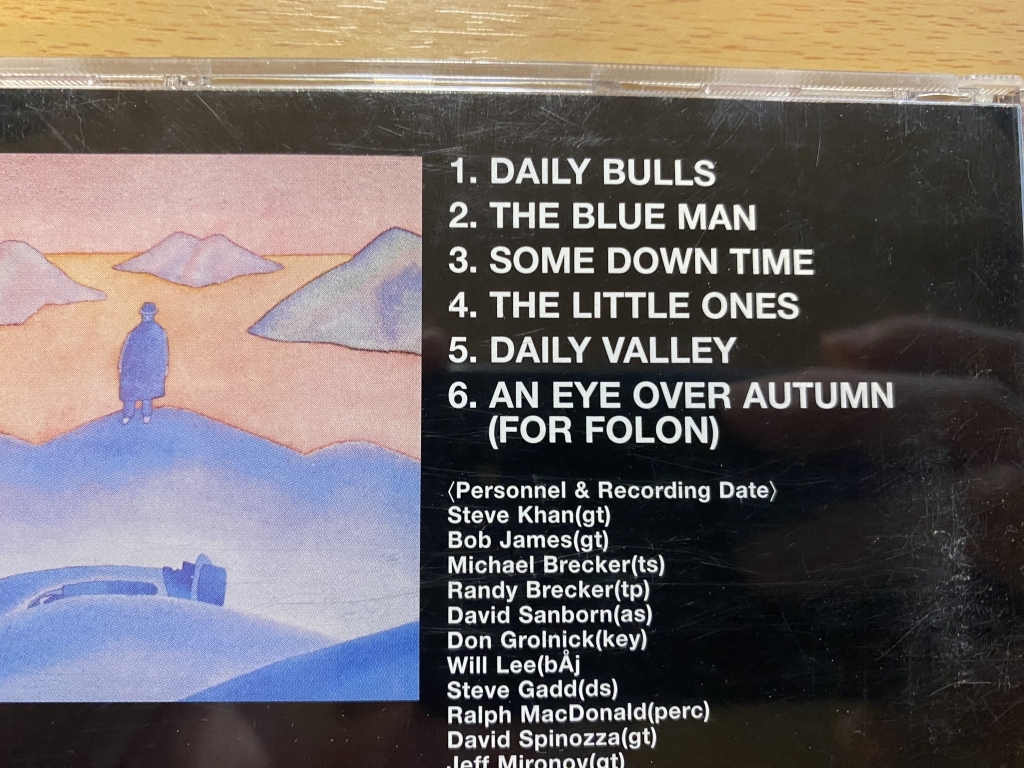 1. DAILY BULLS
2. THE BLUE MAN
3. SOME DOWN TIME
4. THE LITTLE ONES
5. DAILY VALLEY
6. AN EYE OVER AUTUMN
(FOR FOLON)
〈Personnel & Recording Date〉
Steve Khan(gt)
Bob James(gt)
Michael Brecker(ts)
Randy Brecker(tp)
David Sanborn(as)
Don Grolnick(key)
Will Lee(bÅj
Steve Gadd(ds)
Ralph MacDonald(perc)
David Spinozza(gt)
Jeff Mironov(gt)